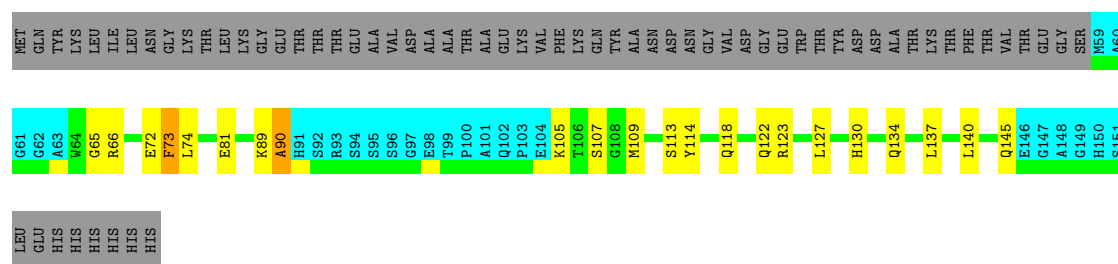 MET GLN TYR LYS LEU ILE LEU ASN GLY LYS THR LEU LYS GLY GLU THR THR THR GLU ALA VAL ASP ALA ALA THR ALA GLU LYS VAL PHE LYS GLN TYR ALA ASN ASP ASN GLY VAL ASP GLY GLU TRP THR TYR ASP ASP ALA THR LYS THR PHE THR VAL THR GLU GLY SER M59 A60
G61 G62 A63 W64 G65 R66 E72 F73 L74 E81 K89 A90 H91 S92 R93 S94 S95 S96 G97 E98 T99 P100 A101 Q102 P103 E104 K105 T106 S107 G108 M109 S113 Y114 Q118 Q122 R123 L127 H130 Q134 L137 L140 Q145 E146 G147 A148 G149 H150 S151
LEU GLU HIS HIS HIS HIS HIS HIS